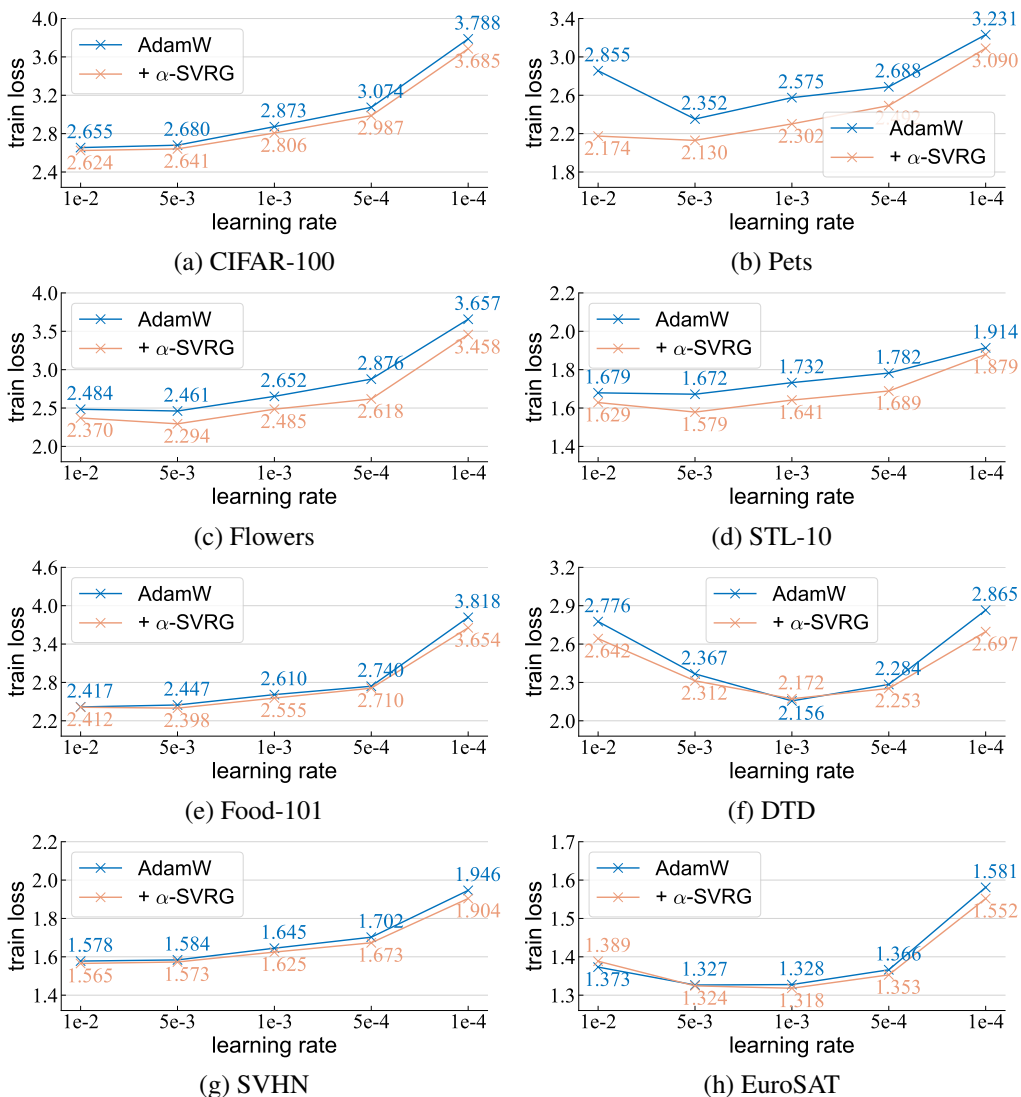 4.0
3.6
3.2
2.8
2.4
train loss
AdamW
+ α-SVRG
2.655 2.680 2.873 3.074 3.788
2.624 2.641 2.806 2.987 3.685
1e-2 5e-3 1e-3 5e-4 1e-4
learning rate
(a) CIFAR-100
3.4
3.0
2.6
2.2
1.8
train loss
2.855 2.352 2.575 2.688 3.231
2.174 2.130 2.302 3.090
AdamW
+ α-SVRG
1e-2 5e-3 1e-3 5e-4 1e-4
learning rate
(b) Pets
4.0
3.5
3.0
2.5
2.0
train loss
AdamW
+ α-SVRG
2.484 2.461 2.652 2.876 3.657
2.370 2.294 2.485 2.618 3.458
1e-2 5e-3 1e-3 5e-4 1e-4
learning rate
(c) Flowers
2.2
2.0
1.8
1.6
1.4
train loss
AdamW
+ α-SVRG
1.679 1.672 1.732 1.782 1.914
1.629 1.579 1.641 1.689 1.879
1e-2 5e-3 1e-3 5e-4 1e-4
learning rate
(d) STL-10
4.6
4.0
3.4
2.8
2.2
train loss
AdamW
+ α-SVRG
2.417 2.447 2.610 2.740 3.818
2.412 2.398 2.555 2.710 3.654
1e-2 5e-3 1e-3 5e-4 1e-4
learning rate
(e) Food-101
3.2
2.9
2.6
2.3
2.0
train loss
AdamW
+ α-SVRG
2.776 2.367 2.156 2.284 2.865
2.642 2.312 2.172 2.253 2.697
1e-2 5e-3 1e-3 5e-4 1e-4
learning rate
(f) DTD
2.2
2.0
1.8
1.6
1.4
train loss
AdamW
+ α-SVRG
1.578 1.584 1.645 1.702 1.946
1.565 1.573 1.625 1.673 1.904
1e-2 5e-3 1e-3 5e-4 1e-4
learning rate
(g) SVHN
1.7
1.6
1.5
1.4
1.3
train loss
AdamW
+ α-SVRG
1.373 1.327 1.328 1.366 1.581
1.389 1.324 1.318 1.353 1.552
1e-2 5e-3 1e-3 5e-4 1e-4
learning rate
(h) EuroSAT